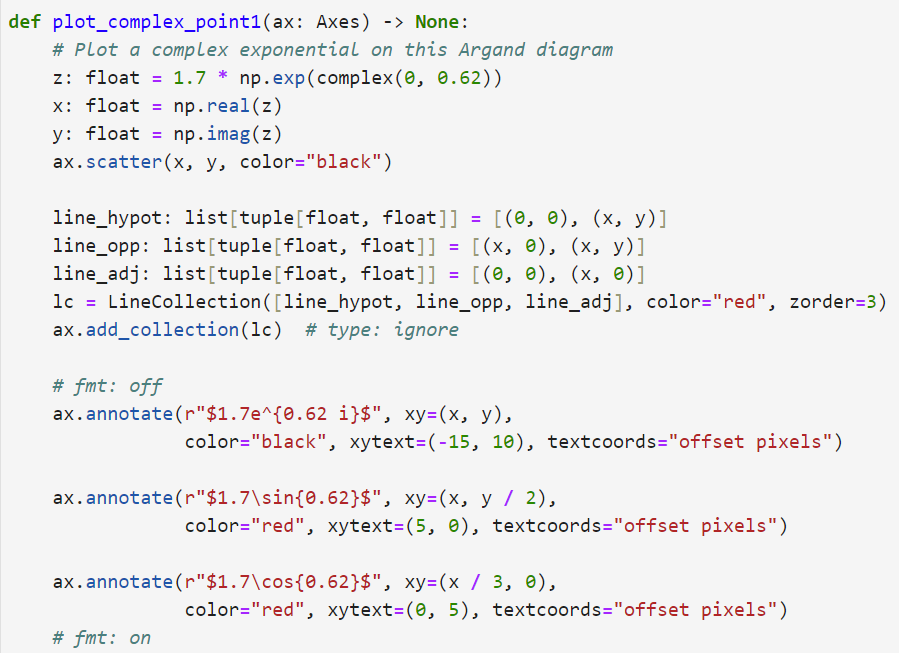 def plot_complex_point1(ax: Axes) -> None:
    # Plot a complex exponential on this Argand diagram
    z: float = 1.7 * np.exp(complex(0, 0.62))
    x: float = np.real(z)
    y: float = np.imag(z)
    ax.scatter(x, y, color="black")

    line_hypot: list[tuple[float, float]] = [(0, 0), (x, y)]
    line_opp: list[tuple[float, float]] = [(x, 0), (x, y)]
    line_adj: list[tuple[float, float]] = [(0, 0), (x, 0)]
    lc = LineCollection([line_hypot, line_opp, line_adj], color="red", zorder=3)
    ax.add_collection(lc)  # type: ignore

    # fmt: off
    ax.annotate(r"$1.7e^{0.62 i}$", xy=(x, y),
                color="black", xytext=(-15, 10), textcoords="offset pixels")

    ax.annotate(r"$1.7\sin{0.62}$", xy=(x, y / 2),
                color="red", xytext=(5, 0), textcoords="offset pixels")

    ax.annotate(r"$1.7\cos{0.62}$", xy=(x / 3, 0),
                color="red", xytext=(0, 5), textcoords="offset pixels")
    # fmt: on